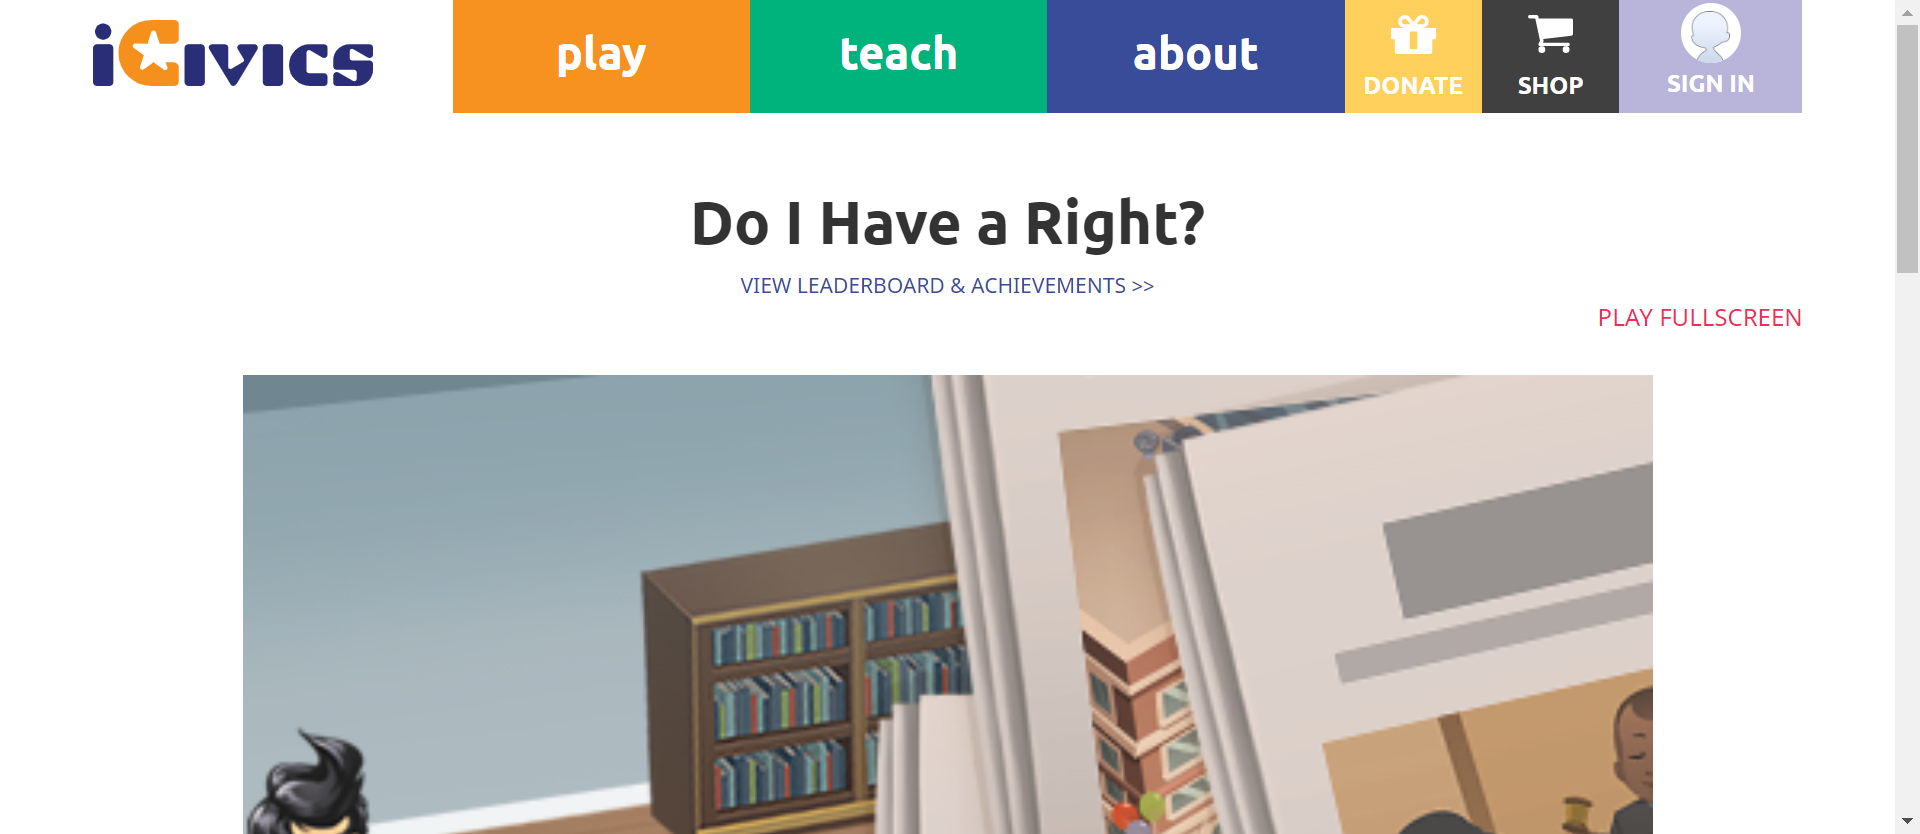 iCivics
play
teach
about
DONATE
SHOP
SIGN IN
Do I Have a Right?
VIEW LEADERBOARD & ACHIEVEMENTS >>
PLAY FULLSCREEN